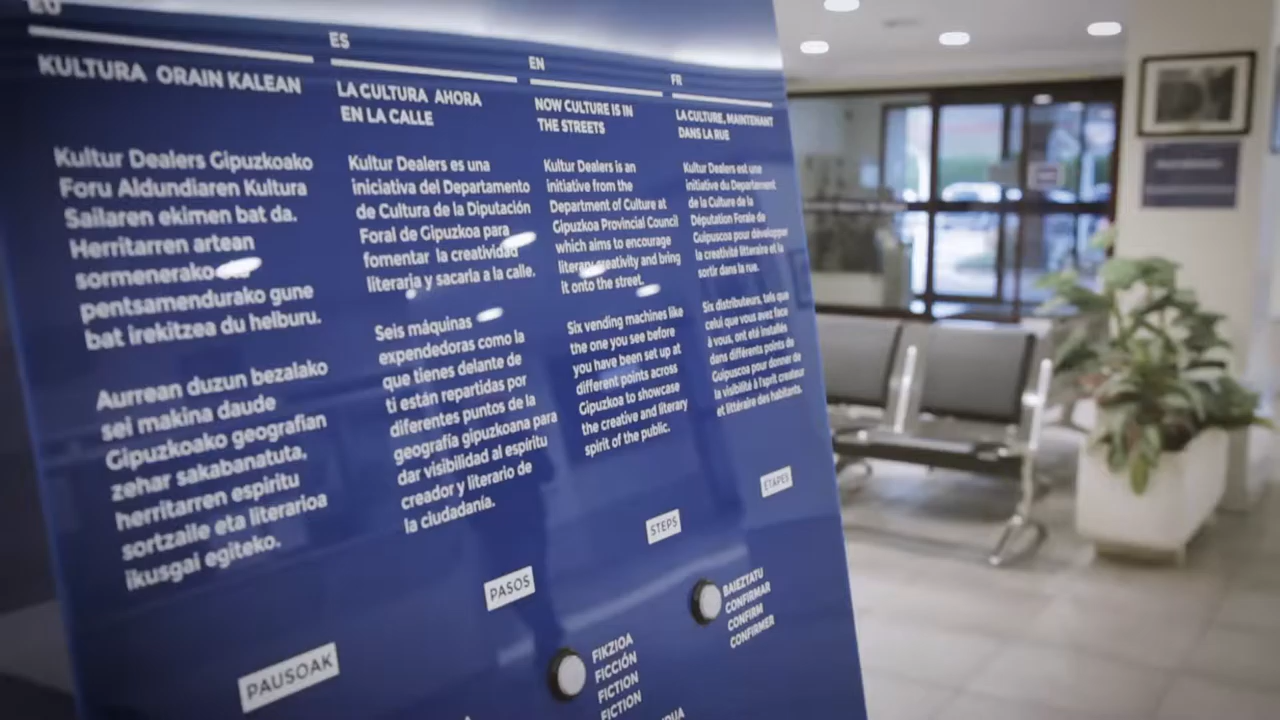 EU
KULTURA ORAIN KALEAN
Kultur Dealers Gipuzkoako
Foru Aldundiaren Kultura
Sailaren ekimen bat da.
Herritarren artean
sormenerako
pentsamendurako gune
bat irekitzea du helburu.
Aurrean duzun bezalako
sei makina daude
Gipuzkoako geografian
zehar sakabanatuta,
herritarren espiritu
sortzaile eta literarioa
ikusgai egiteko.
PAUSOAK
ES
LA CULTURA AHORA
EN LA CALLE
Kultur Dealers es una
iniciativa del Departamento
de Cultura de la Diputación
Foral de Gipuzkoa para
fomentar la creatividad
literaria y sacarla a la calle.
Seis máquinas
expendedoras como la
que tienes delante de
ti están repartidas por
diferentes puntos de la
geografía gipuzkoana para
dar visibilidad al espíritu
creador y literario de
la ciudadanía.
PASOS
EN
NOW CULTURE IS IN
THE STREETS
Kultur Dealers is an
initiative from the
Department of Culture at
Gipuzkoa Provincial Council
which aims to encourage
literary creativity and bring
it onto the street.
Six vending machines like
the one you see before
you have been set up at
different points across
Gipuzkoa to showcase
the creative and literary
spirit of the public.
STEPS
FR
LA CULTURE, MAINTENANT
DANS LA RUE
Kultur Dealers est une
initiative du Departement
de la Culture de la
Députation Forale de
Guipuscoa pour développer
la creativité litteraire et la
sortir dans la rue.
Six distributeurs, tels que
celui que vous avez face
à vous, ont eté installés
dans différents points de
Guipuscoa pour donner de
la visibilité à l'sprit createur
et littéraire des habitants.
ETAPES
BAIEZTATU
CONFIRMAR
CONFIRM
CONFIRMER
FIKZIOA
FICCIÓN
FICTION
FICTION